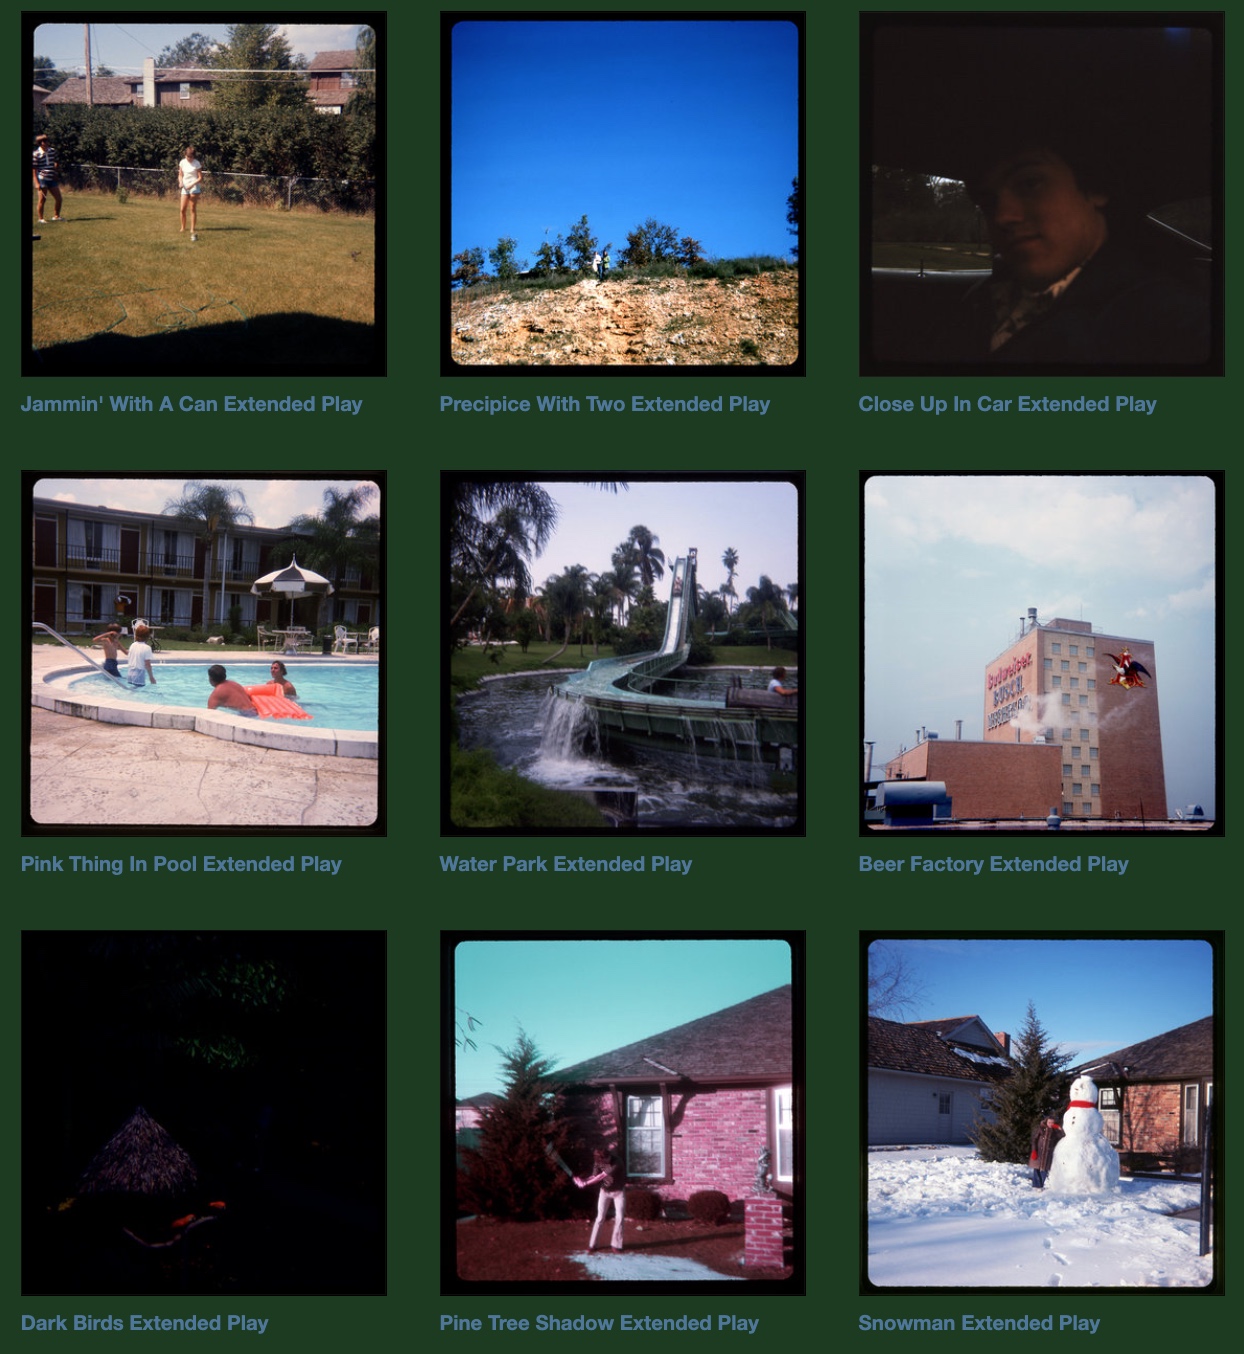 Jammin' With A Can Extended Play
Precipice With Two Extended Play
Close Up In Car Extended Play
Budweiser
BUSCH
Pink Thing In Pool Extended Play
Water Park Extended Play
Beer Factory Extended Play
Dark Birds Extended Play
Pine Tree Shadow Extended Play
Snowman Extended Play